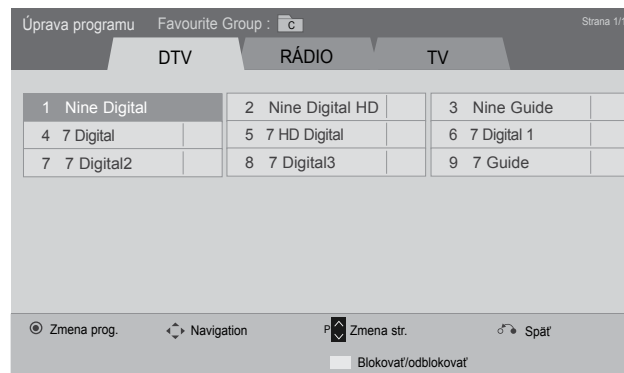 Úprava programu Favourite Group : C Strana 1/1
DTV RÁDIO TV
1 Nine Digital 2 Nine Digital HD 3 Nine Guide
4 7 Digital 5 7 HD Digital 6 7 Digital 1
7 7 Digital2 8 7 Digital3 9 7 Guide
Zmena prog. Navigation P Zmena str. Späť
Blokovať/odblokovať